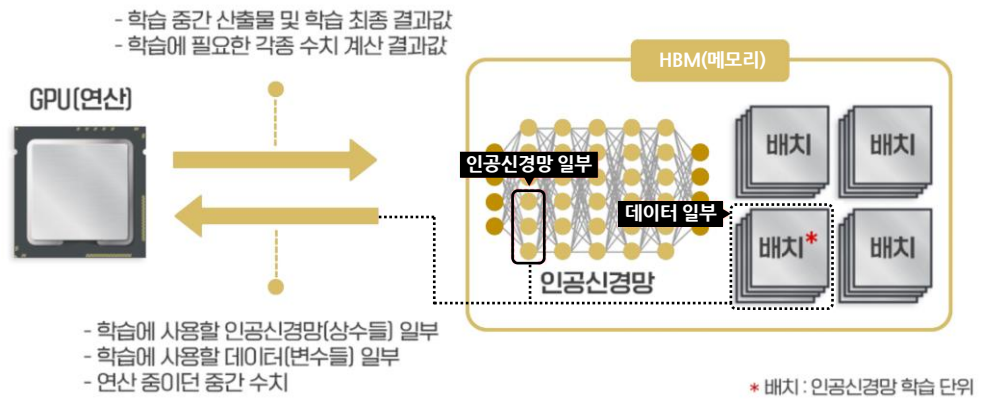 - 학습 중간 산출물 및 학습 최종 결과값
- 학습에 필요한 각종 수치 계산 결과값
HBM(메모리)
GPU(연산)
인공신경망 일부
데이터 일부
배치
배치
배치*
배치
인공신경망
- 학습에 사용할 인공신경망(상수들) 일부
- 학습에 사용할 데이터(변수들) 일부
- 연산 중이던 중간 수치
* 배치 : 인공신경망 학습 단위